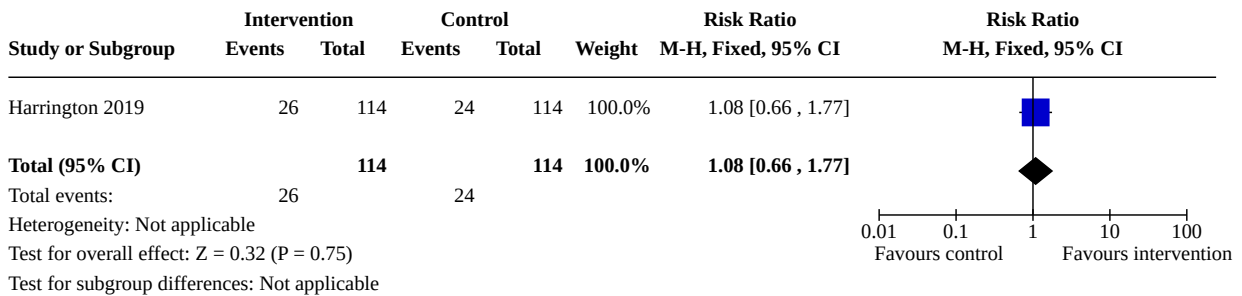 Intervention Control Risk Ratio Risk Ratio
Study or Subgroup Events Total Events Total Weight M-H, Fixed, 95% CI M-H, Fixed, 95% CI
Harrington 2019 26 114 24 114 100.0% 1.08 [0.66 , 1.77]
Total (95% CI) 114 114 100.0% 1.08 [0.66 , 1.77]
Total events: 26 24
Heterogeneity: Not applicable
0.01 0.1 1 10 100
Test for overall effect: Z = 0.32 (P = 0.75) Favours control Favours intervention
Test for subgroup differences: Not applicable